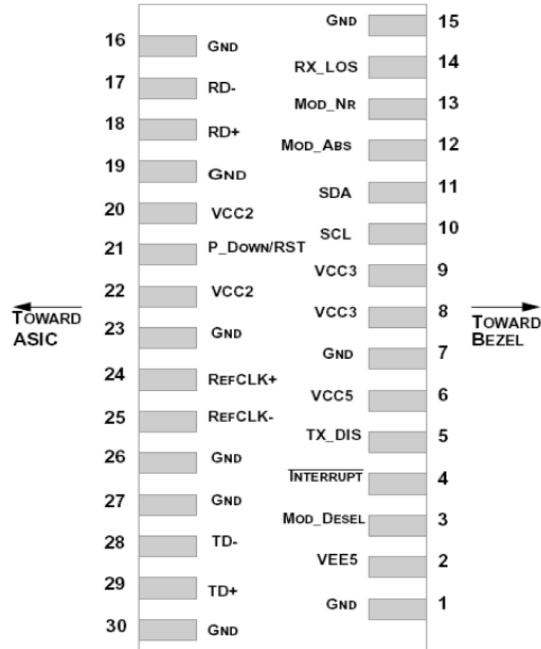 GND 15
16 GND
RX_LOS 14
17 RD-
MOD_NR 13
18 RD+
MOD_ABS 12
19 GND
SDA 11
20 VCC2
SCL 10
21 P_DOWN/RST
VCC3 9
22 VCC2
VCC3 8
TOWARD ASIC
TOWARD BEZEL
23 GND
GND 7
24 REFCLK+
VCC5 6
25 REFCLK-
TX_DIS 5
26 GND
INTERRUPT 4
27 GND
MOD_DESEL 3
28 TD-
VEE5 2
29 TD+
GND 1
30 GND